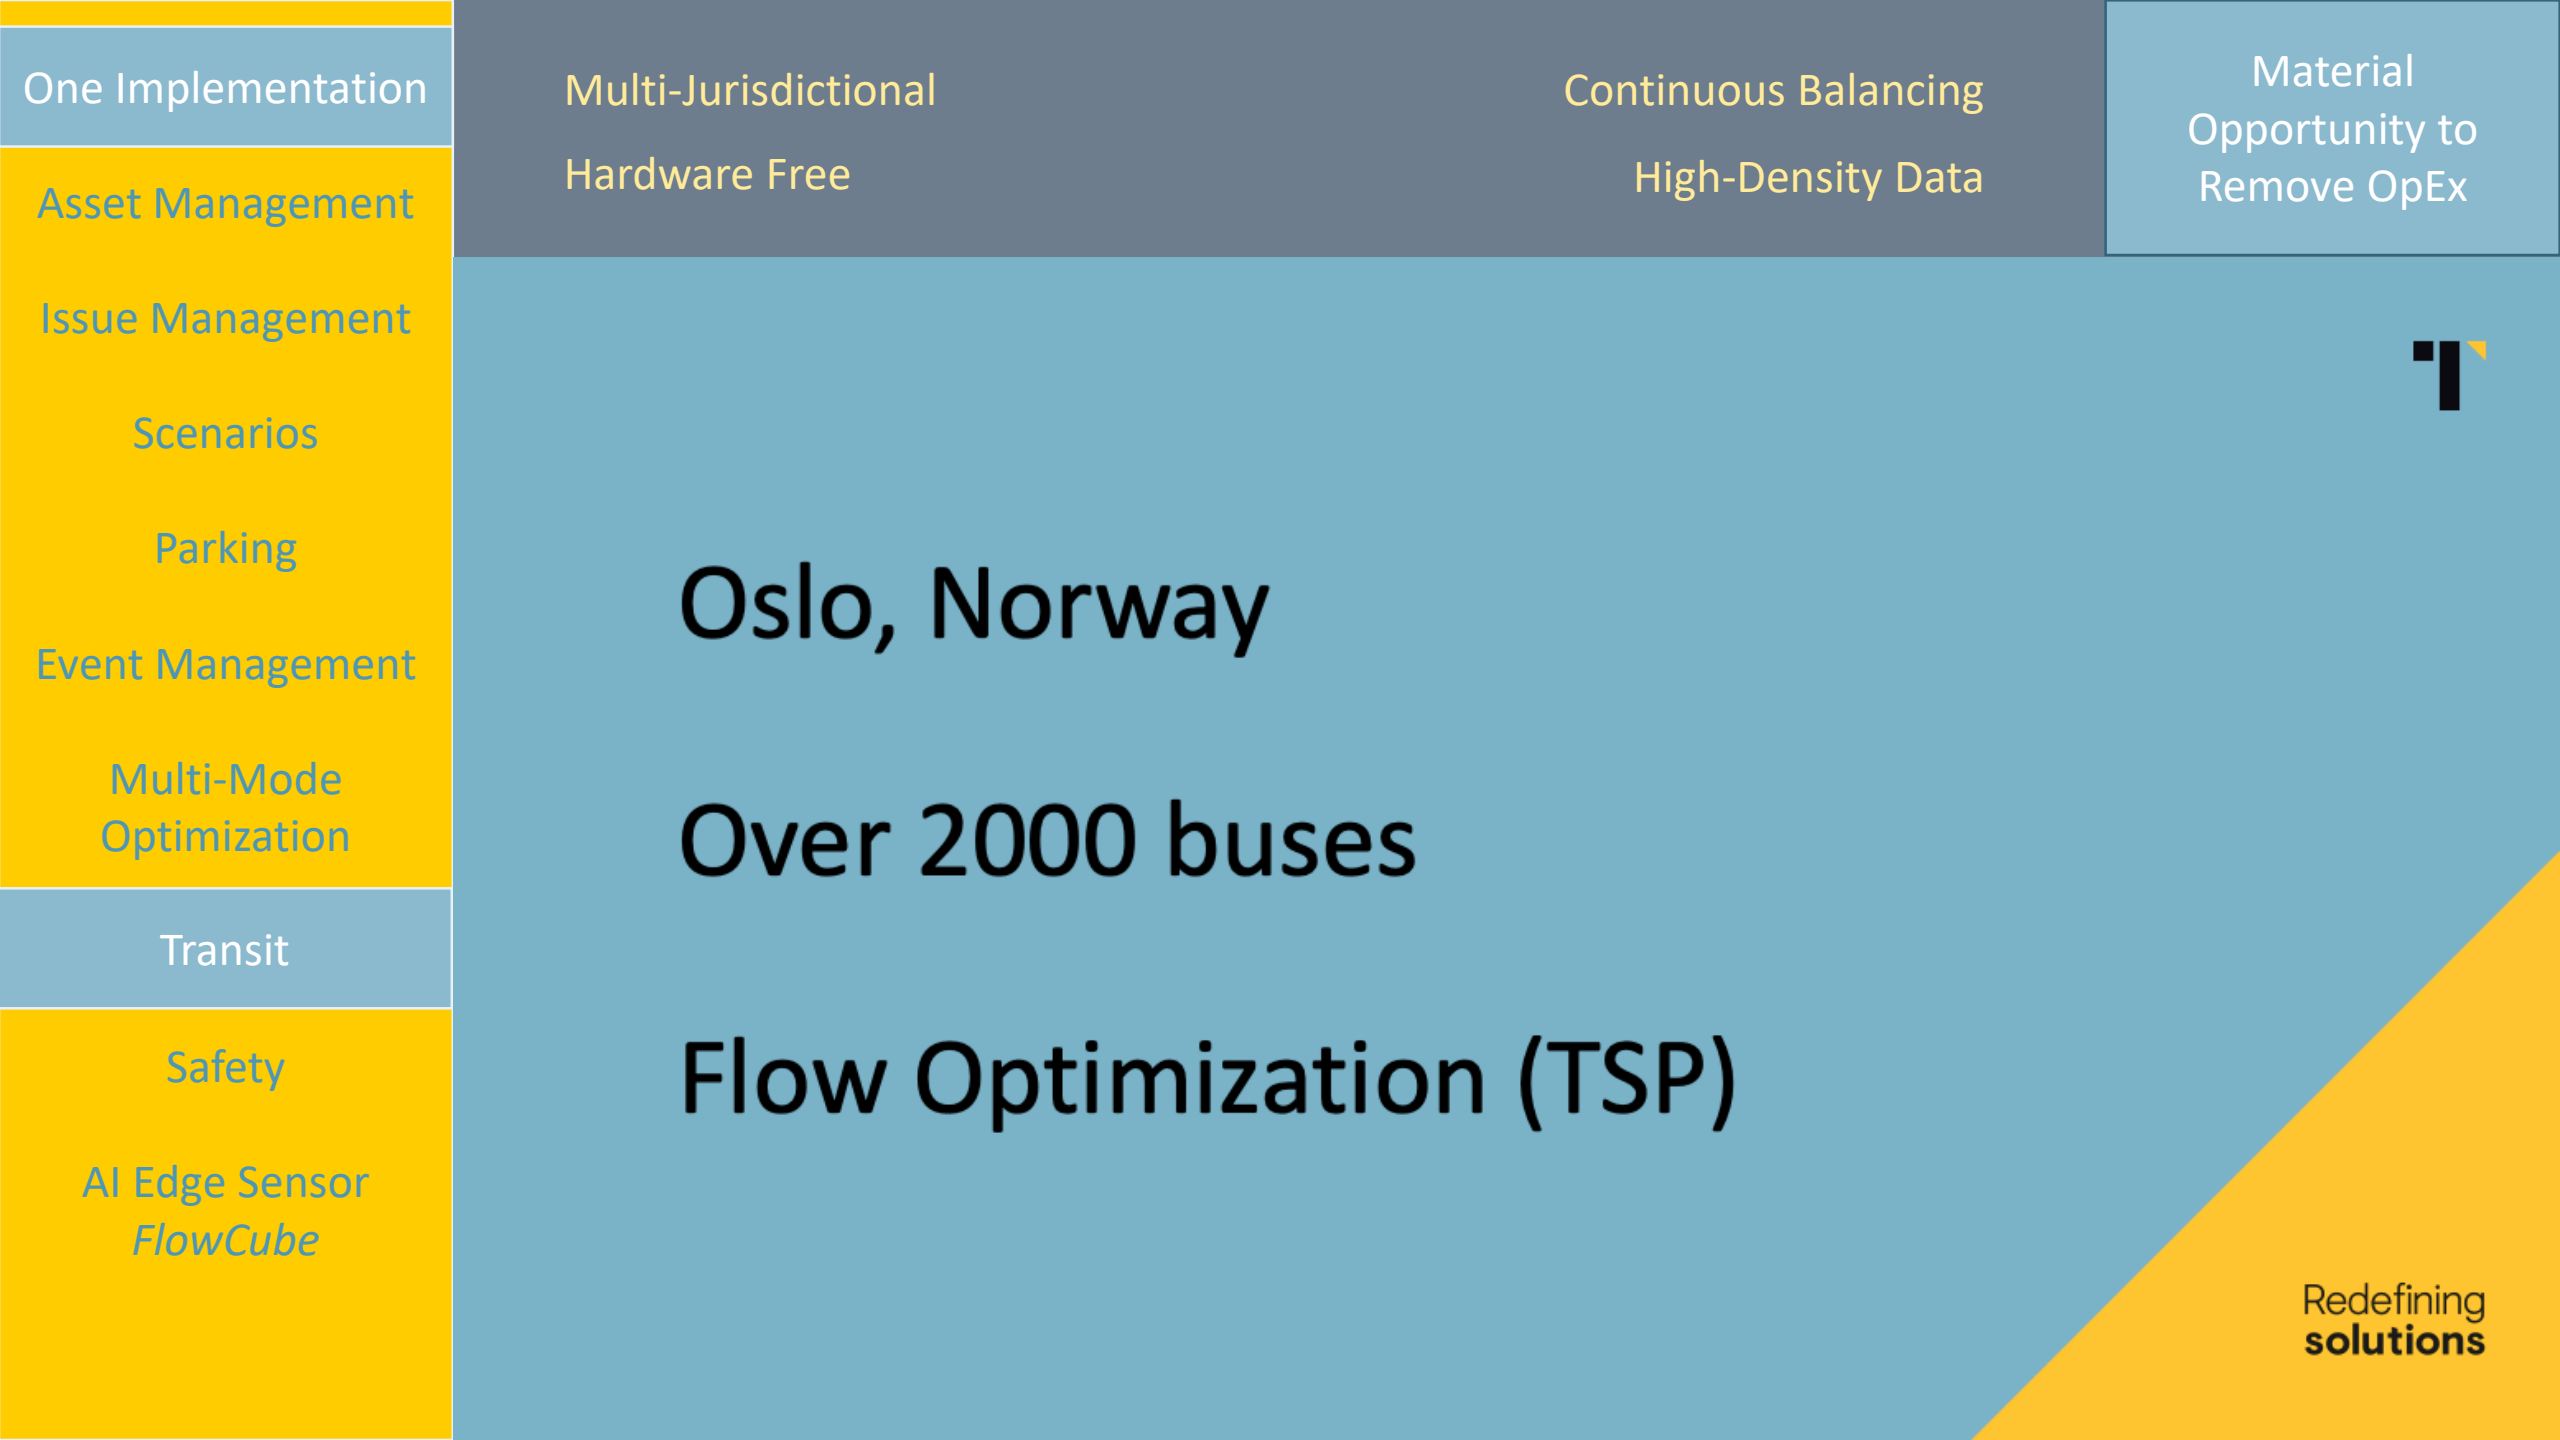 One Implementation
Asset Management
Issue Management
Scenarios
Parking
Event Management
Multi-Mode
Optimization
Transit
Safety
AI Edge Sensor
FlowCube
Multi-Jurisdictional
Hardware Free
Continuous Balancing
High-Density Data
Material
Opportunity to
Remove OpEx
Oslo, Norway
Over 2000 buses
Flow Optimization (TSP)
Redefining
solutions